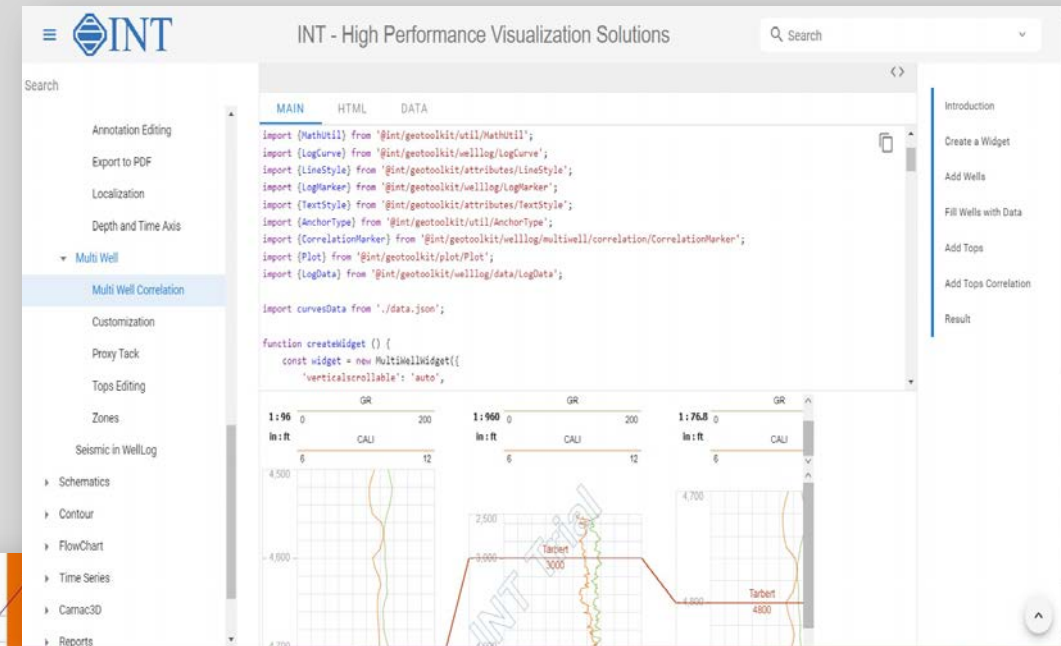 INT
INT - High Performance Visualization Solutions
Search
Search
Annotation Editing
Export to PDF
Localization
Depth and Time Axis
Multi Well
Multi Well Correlation
Customization
Proxy Tack
Tops Editing
Zones
Seismic in WellLog
Schematics
Contour
FlowChart
Time Series
Carnac3D
Reports
MAIN HTML DATA
import {MathUtil} from '@int/geotoolkit/util/MathUtil';
import {LogCurve} from '@int/geotoolkit/welllog/LogCurve';
import {LineStyle} from '@int/geotoolkit/attributes/LineStyle';
import {LogMarker} from '@int/geotoolkit/welllog/LogMarker';
import {TextStyle} from '@int/geotoolkit/attributes/TextStyle';
import {AnchorType} from '@int/geotoolkit/util/AnchorType';
import {CorrelationMarker} from '@int/geotoolkit/welllog/multiwell/correlation/CorrelationMarker';
import {Plot} from '@int/geotoolkit/plot/Plot';
import {LogData} from '@int/geotoolkit/welllog/data/LogData';
import curvesData from './data.json';
function createWidget () {
const widget = new MultiWellWidget({
'verticalscrollable': 'auto',
GR GR GR
1:96 0 200 1:960 0 200 1:76.8 0
in:ft CALI in:ft CALI in:ft CALI
6 12 6 12 6
4,500
4,700
2,500
Tarbert
4,600 3,000 3000
Tarbert
4,800 4800
4,700
INT Trial
Introduction
Create a Widget
Add Wells
Fill Wells with Data
Add Tops
Add Tops Correlation
Result